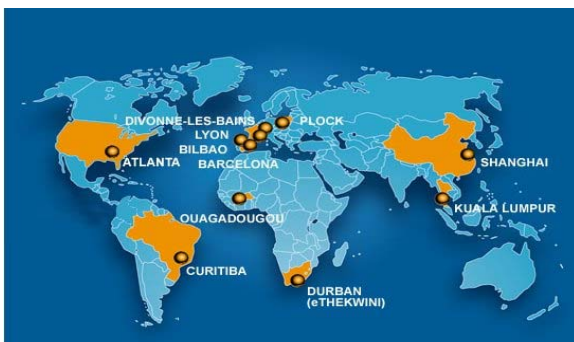 DIVONNE-LES-BAINS
PLOCK
LYON
BILBAO
ATLANTA
BARCELONA
SHANGHAI
KUALA LUMPUR
OUAGADOUGOU
CURITIBA
DURBAN
(eTHEKWINI)